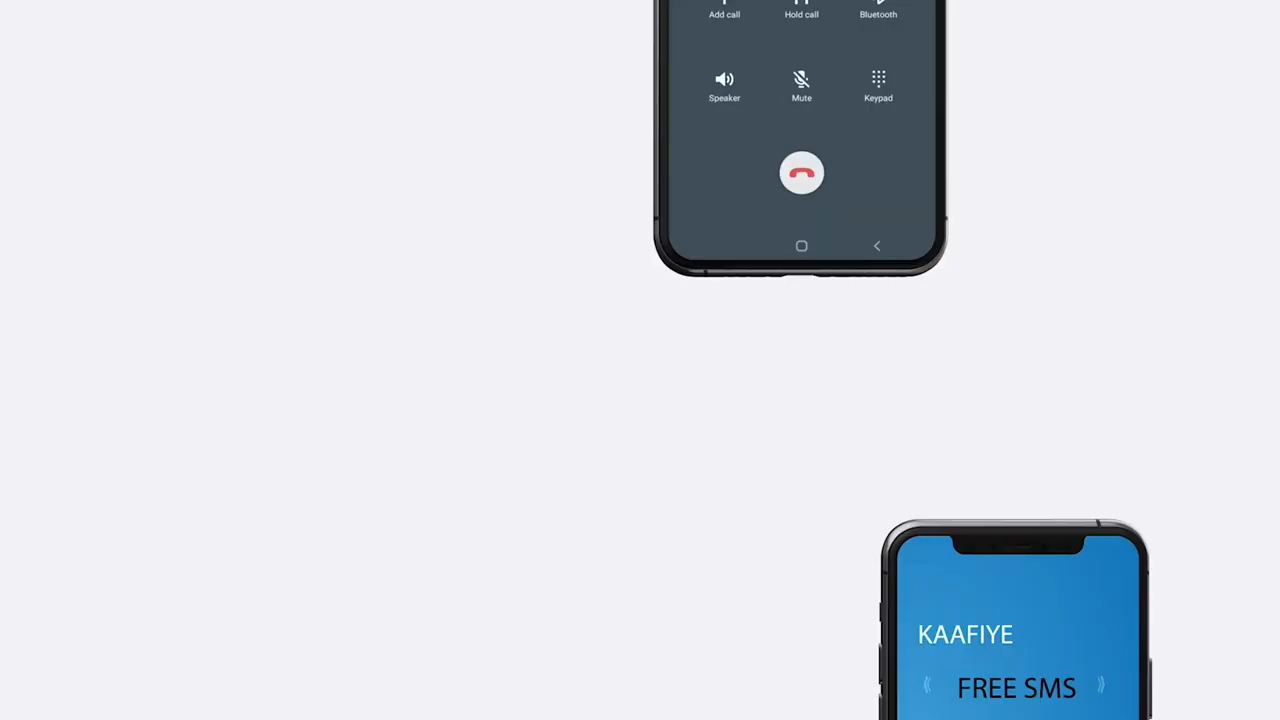 Add call Hold call Bluetooth
Speaker Mute Keypad
KAAFIYE
FREE SMS